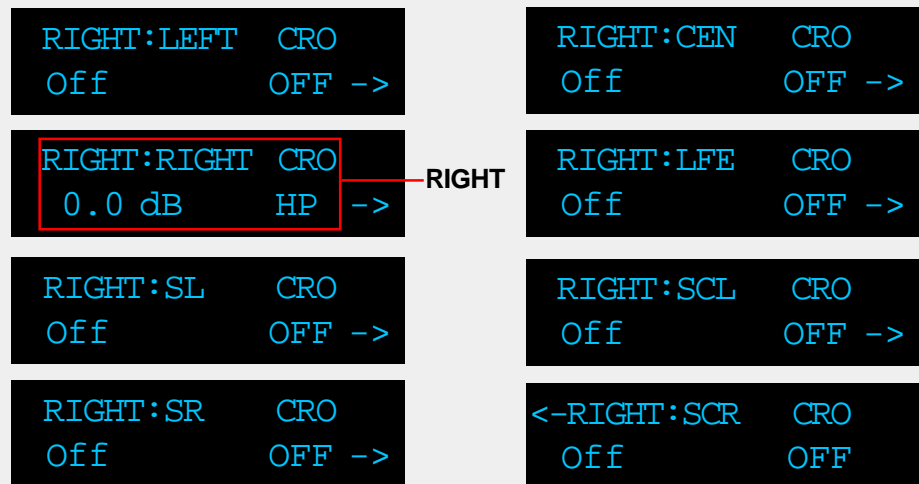 RIGHT:LEFT CRO
Off OFF ->
RIGHT:RIGHT CRO
0.0 dB HP ->
RIGHT
RIGHT:SL CRO
Off OFF ->
RIGHT:SR CRO
Off OFF ->
RIGHT:CEN CRO
Off OFF ->
RIGHT:LFE CRO
Off OFF ->
RIGHT:SCL CRO
Off OFF ->
<-RIGHT:SCR CRO
Off OFF